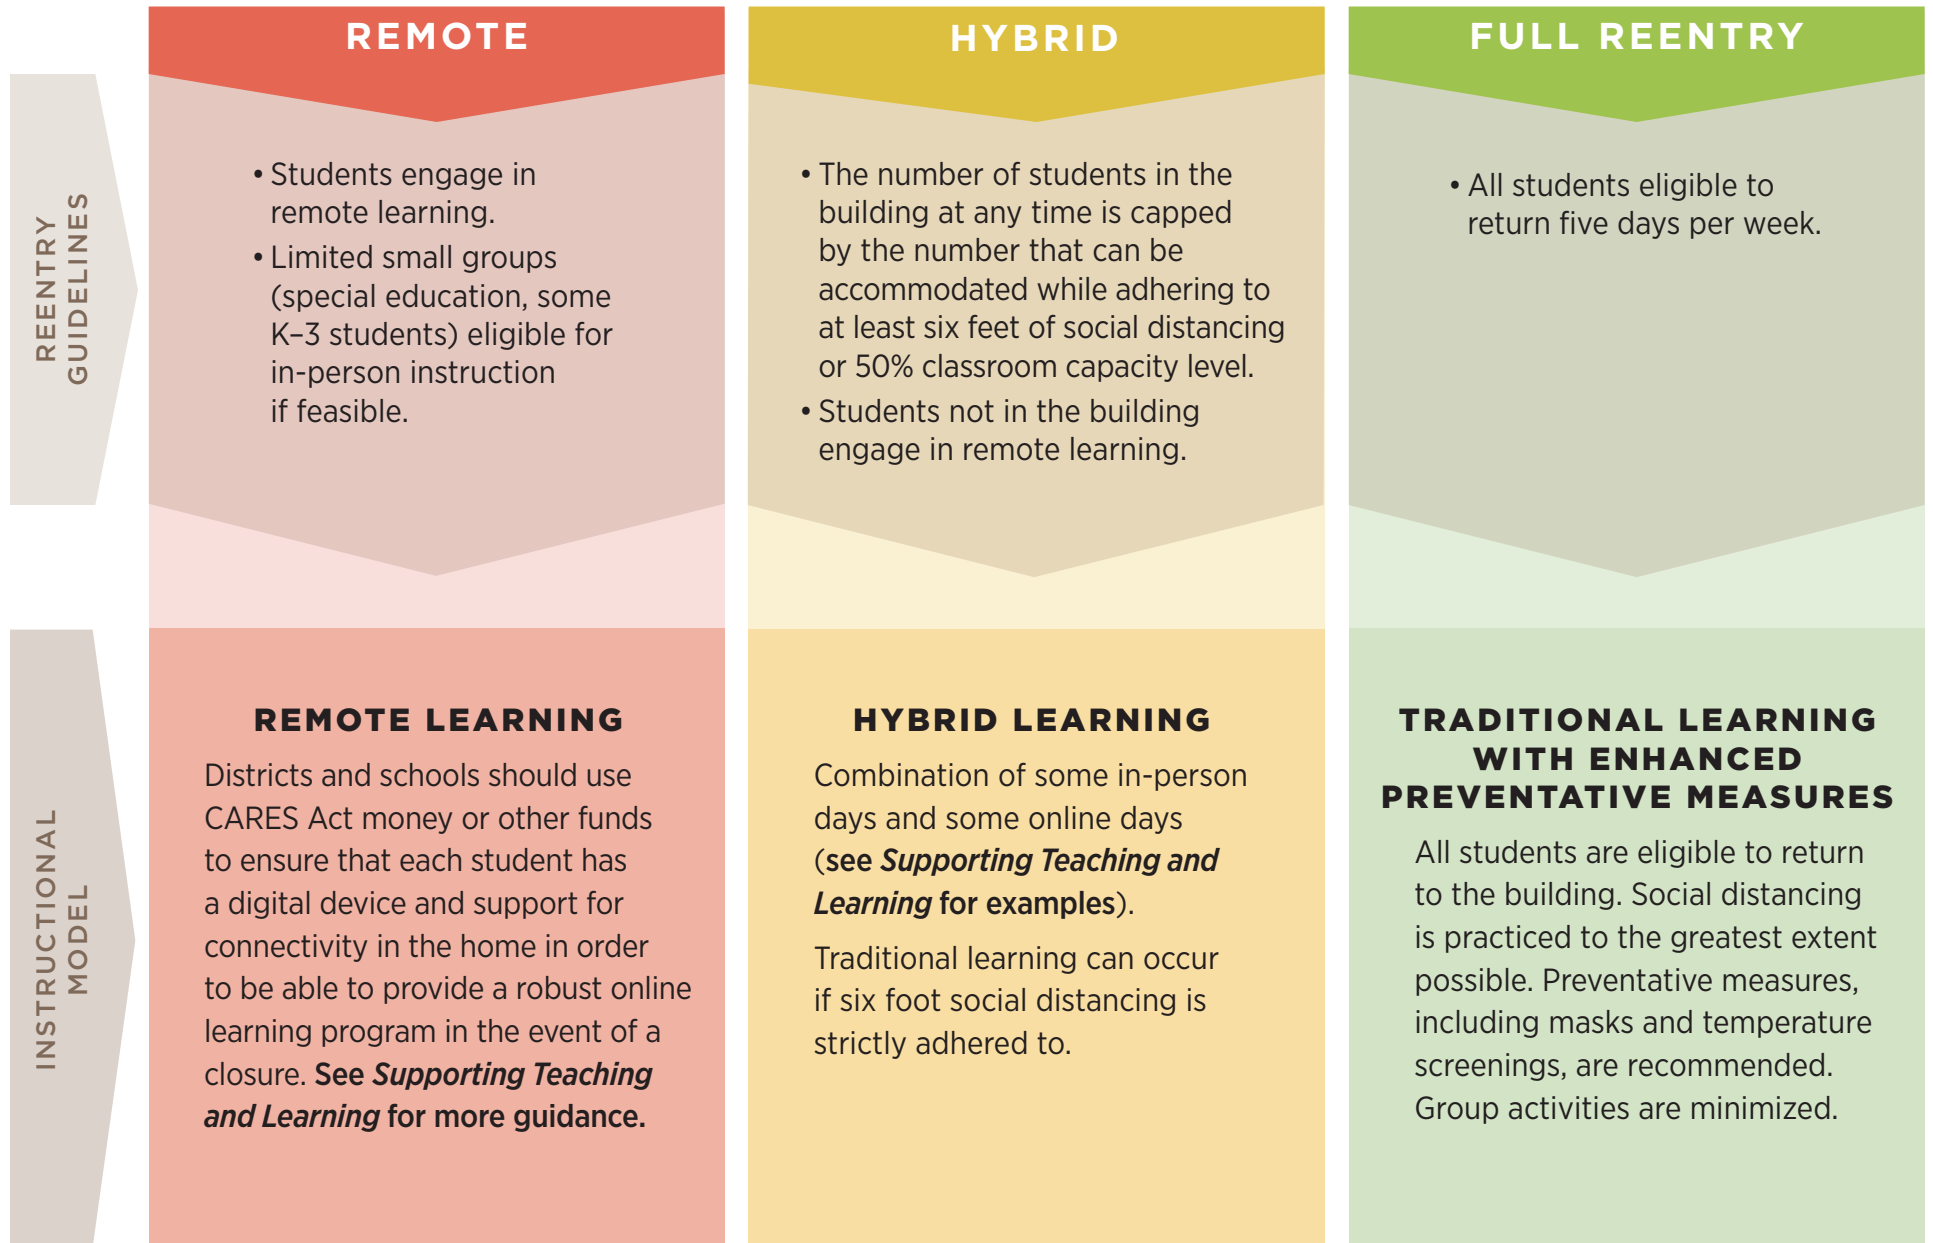 REMOTE
HYBRID
FULL REENTRY
REENTRY
GUIDELINES
• Students engage in
remote learning.
• Limited small groups
(special education, some
K–3 students) eligible for
in-person instruction
if feasible.
• The number of students in the
building at any time is capped
by the number that can be
accommodated while adhering to
at least six feet of social distancing
or 50% classroom capacity level.
• Students not in the building
engage in remote learning.
• All students eligible to
return five days per week.
INSTRUCTIONAL
MODEL
REMOTE LEARNING
Districts and schools should use
CARES Act money or other funds
to ensure that each student has
a digital device and support for
connectivity in the home in order
to be able to provide a robust online
learning program in the event of a
closure. See Supporting Teaching
and Learning for more guidance.
HYBRID LEARNING
Combination of some in-person
days and some online days
(see Supporting Teaching and
Learning for examples).
Traditional learning can occur
if six foot social distancing is
strictly adhered to.
TRADITIONAL LEARNING
WITH ENHANCED
PREVENTATIVE MEASURES
All students are eligible to return
to the building. Social distancing
is practiced to the greatest extent
possible. Preventative measures,
including masks and temperature
screenings, are recommended.
Group activities are minimized.